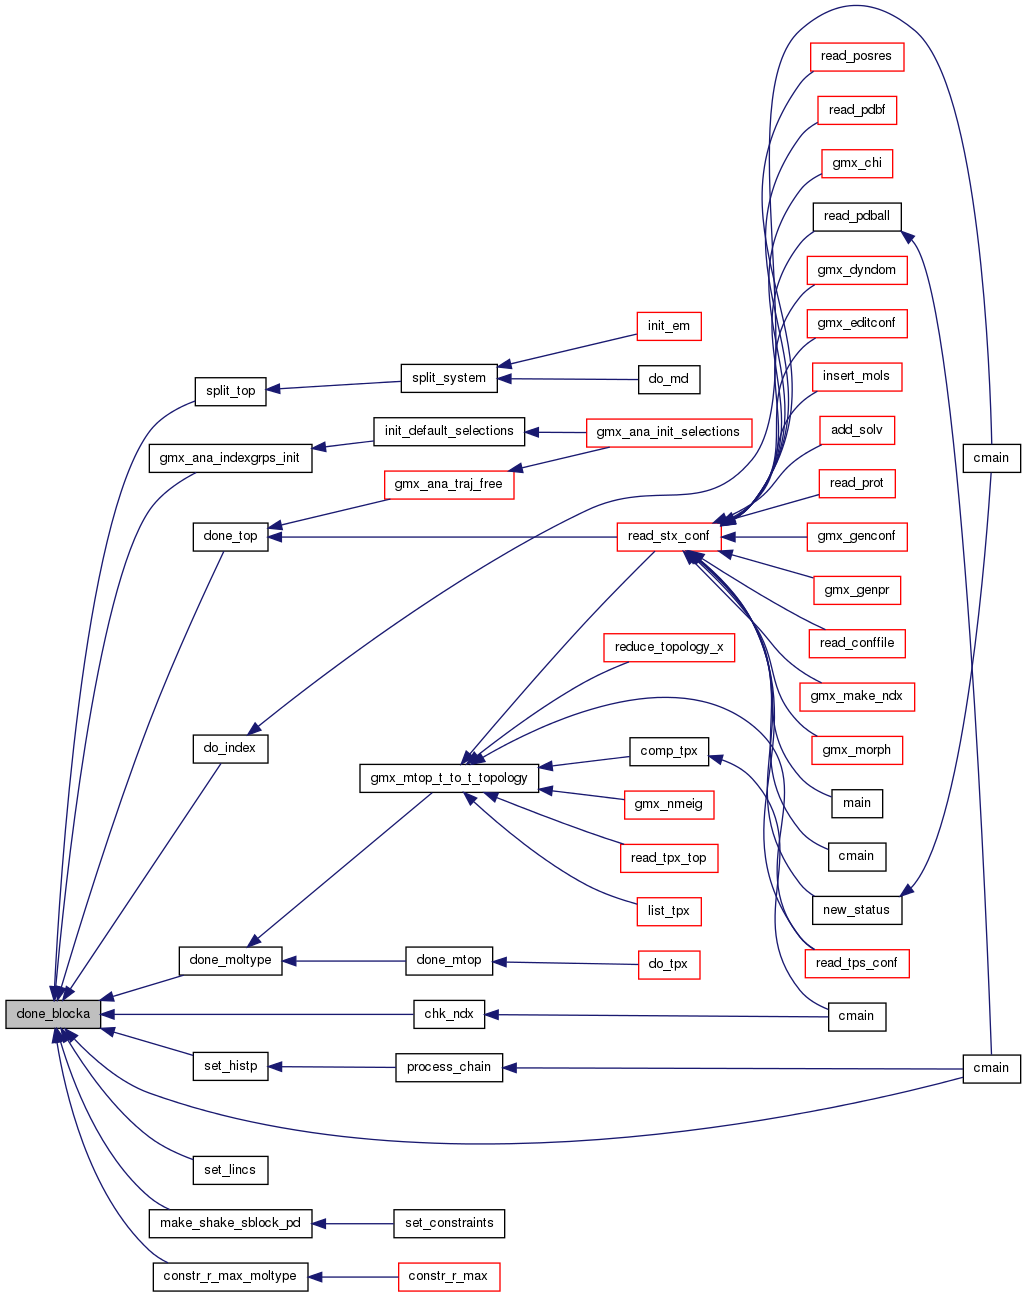 read_posres
read_pdbf
gmx_chi
read_pdball
gmx_dyndom
gmx_editconf
init_em
insert_mols
split_top
split_system
do_md
init_default_selections
gmx_ana_init_selections
add_solv
gmx_ana_indexgrps_init
cmain
gmx_ana_traj_free
read_prot
done_top
read_stx_conf
gmx_genconf
gmx_genpr
reduce_topology_x
read_conffile
gmx_make_ndx
do_index
comp_tpx
gmx_morph
gmx_mtop_t_to_t_topology
gmx_nmeig
main
read_tpx_top
cmain
list_tpx
new_status
done_moltype
done_mtop
do_tpx
read_tps_conf
done_blocka
chk_ndx
cmain
set_histp
process_chain
cmain
set_lincs
make_shake_sblock_pd
set_constraints
constr_r_max_moltype
constr_r_max